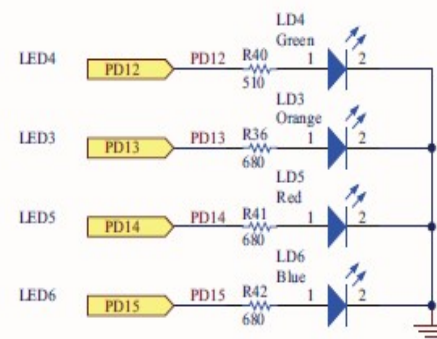 LD4
Green
LED4 PD12 PD12 R40 1 2
510
LD3
Orange
LED3 PD13 PD13 R36 1 2
680
LD5
Red
LED5 PD14 PD14 R41 1 2
680
LD6
Blue
LED6 PD15 PD15 R42 1 2
680